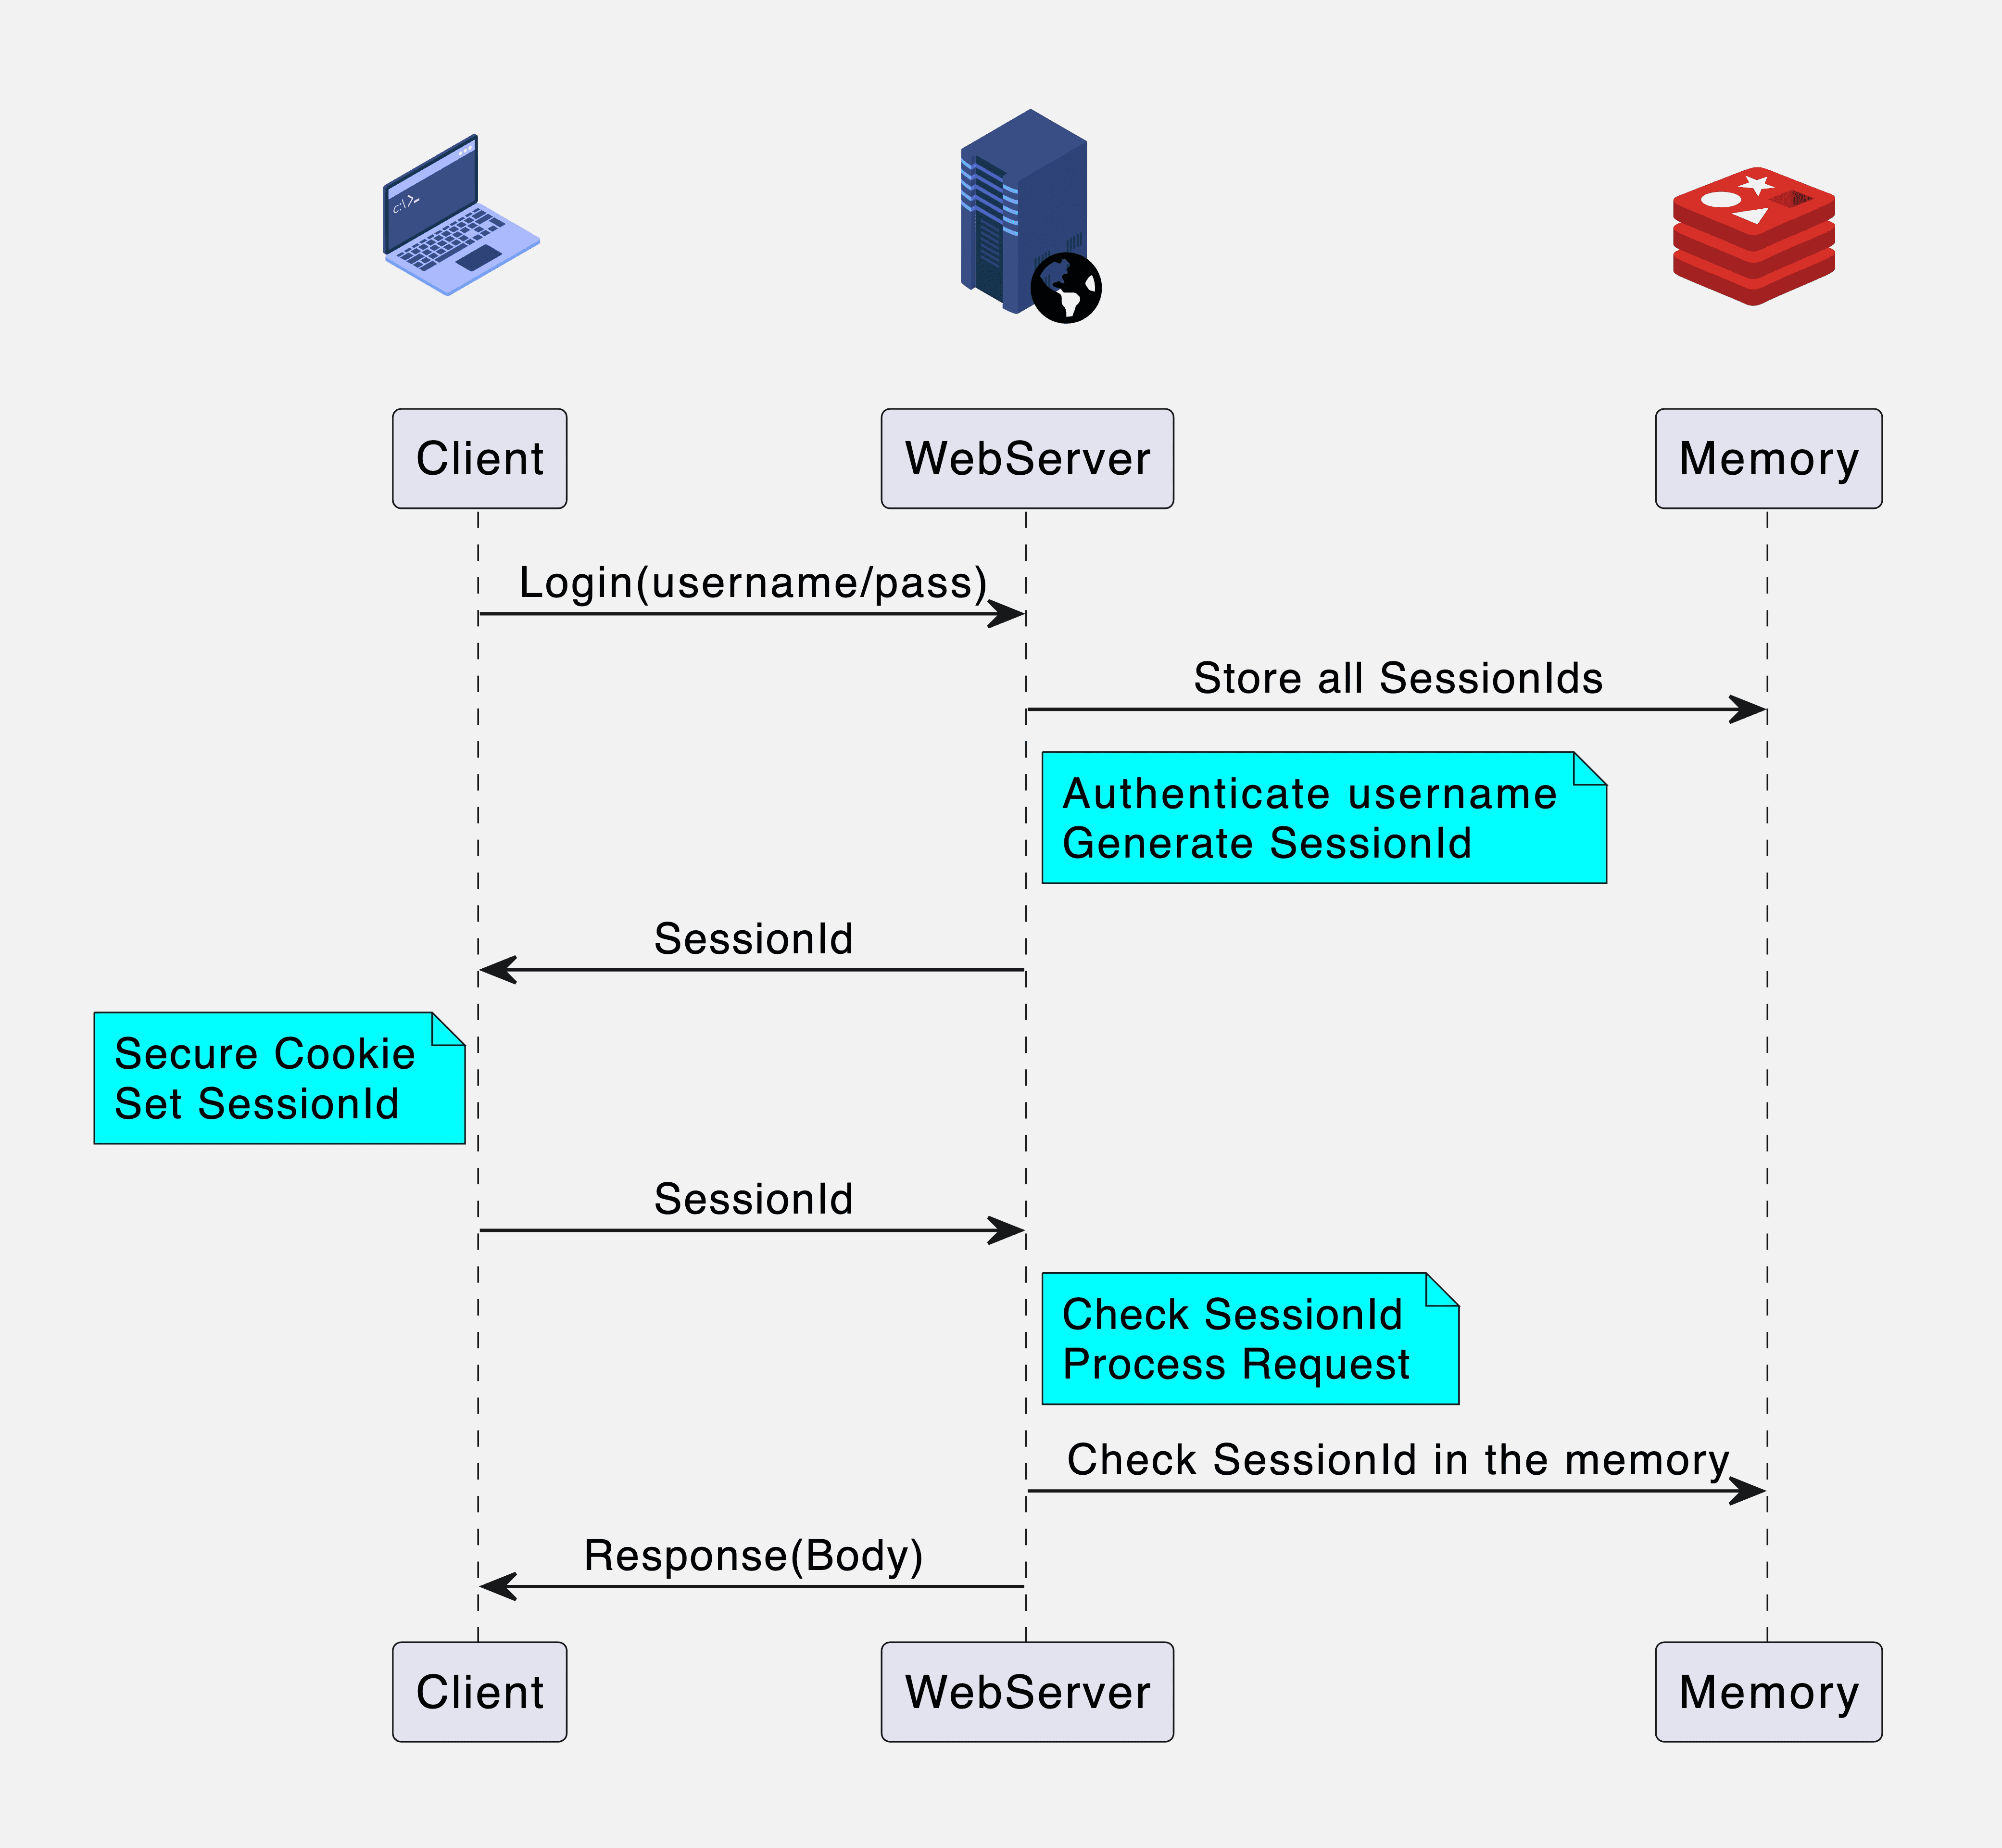 c:\>-
Client
WebServer
Memory
Login(username/pass)
Store all SessionIds
Authenticate username
Generate SessionId
SessionId
Secure Cookie
Set SessionId
SessionId
Check SessionId
Process Request
Check SessionId in the memory
Response(Body)
Client
WebServer
Memory